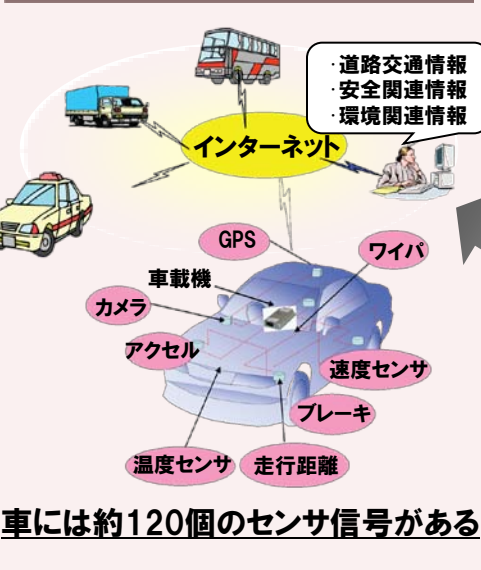 ･道路交通情報
･安全関連情報
･環境関連情報
インターネット
GPS
ワイパ
車載機
カメラ
アクセル
速度センサ
ブレーキ
温度センサ
走行距離
車には約120個のセンサ信号がある